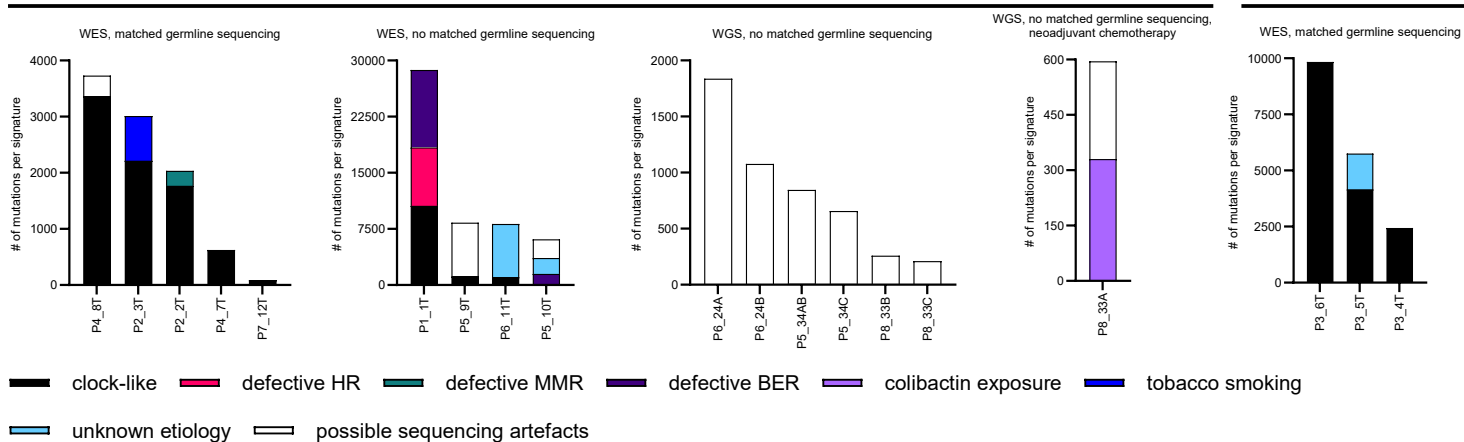 WES, matched germline sequencing
# of mutations per signature
4000
3000
2000
1000
0
P4_8T
P2_3T
P2_2T
P4_7T
P7_12T
WES, no matched germline sequencing
# of mutations per signature
30000
22500
15000
7500
0
P1_1T
P5_9T
P6_11T
P5_10T
WGS, no matched germline sequencing
# of mutations per signature
2000
1500
1000
500
0
P6_24A
P6_24B
P5_34AB
P5_34C
P8_33B
P8_33C
WGS, no matched germline sequencing,
neoadjuvant chemotherapy
# of mutations per signature
600
450
300
150
0
P8_33A
WES, matched germline sequencing
# of mutations per signature
10000
7500
5000
2500
0
P3_6T
P3_5T
P3_4T
clock-like defective HR defective MMR defective BER colibactin exposure tobacco smoking
unknown etiology possible sequencing artefacts